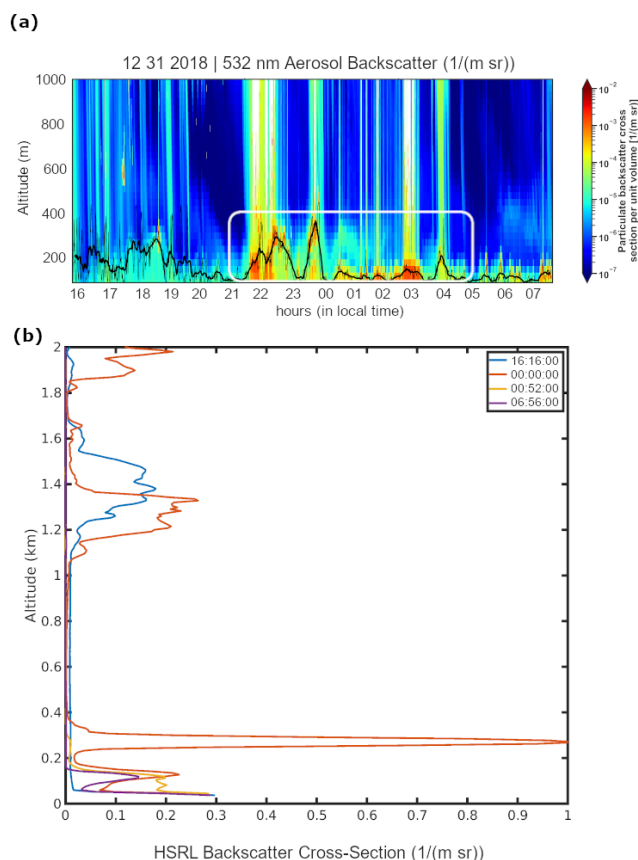 (a)
12 31 2018 | 532 nm Aerosol Backscatter (1/(m sr))
1000
800
600
400
200
Altitude (m)
16 17 18 19 20 21 22 23 00 01 02 03 04 05 06 07
hours (in local time)
10⁻²
10⁻³
10⁻⁴
10⁻⁵
10⁻⁶
10⁻⁷
Particulate backscatter cross
section per unit volume [1/(m sr)]
(b)
2
1.8
1.6
1.4
1.2
1
0.8
0.6
0.4
0.2
0
Altitude (km)
16:16:00
00:00:00
00:52:00
06:56:00
0 0.1 0.2 0.3 0.4 0.5 0.6 0.7 0.8 0.9 1
HSRL Backscatter Cross-Section (1/(m sr))